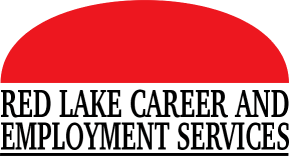 RED LAKE CAREER AND
EMPLOYMENT SERVICES